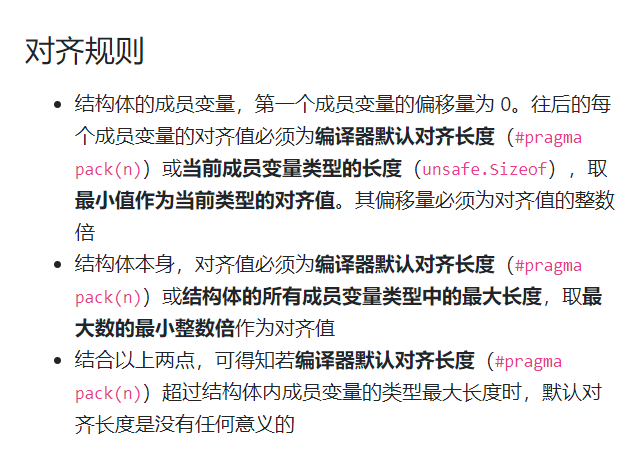 对齐规则
结构体的成员变量，第一个成员变量的偏移量为 0。往后的每
个成员变量的对齐值必须为编译器默认对齐长度（#pragma
pack(n)）或当前成员变量类型的长度（unsafe.Sizeof），取
最小值作为当前类型的对齐值。其偏移量必须为对齐值的整数
倍
结构体本身，对齐值必须为编译器默认对齐长度（#pragma
pack(n)）或结构体的所有成员变量类型中的最大长度，取最
大数的最小整数倍作为对齐值
结合以上两点，可得知若编译器默认对齐长度（#pragma
pack(n)）超过结构体内成员变量的类型最大长度时，默认对
齐长度是没有任何意义的